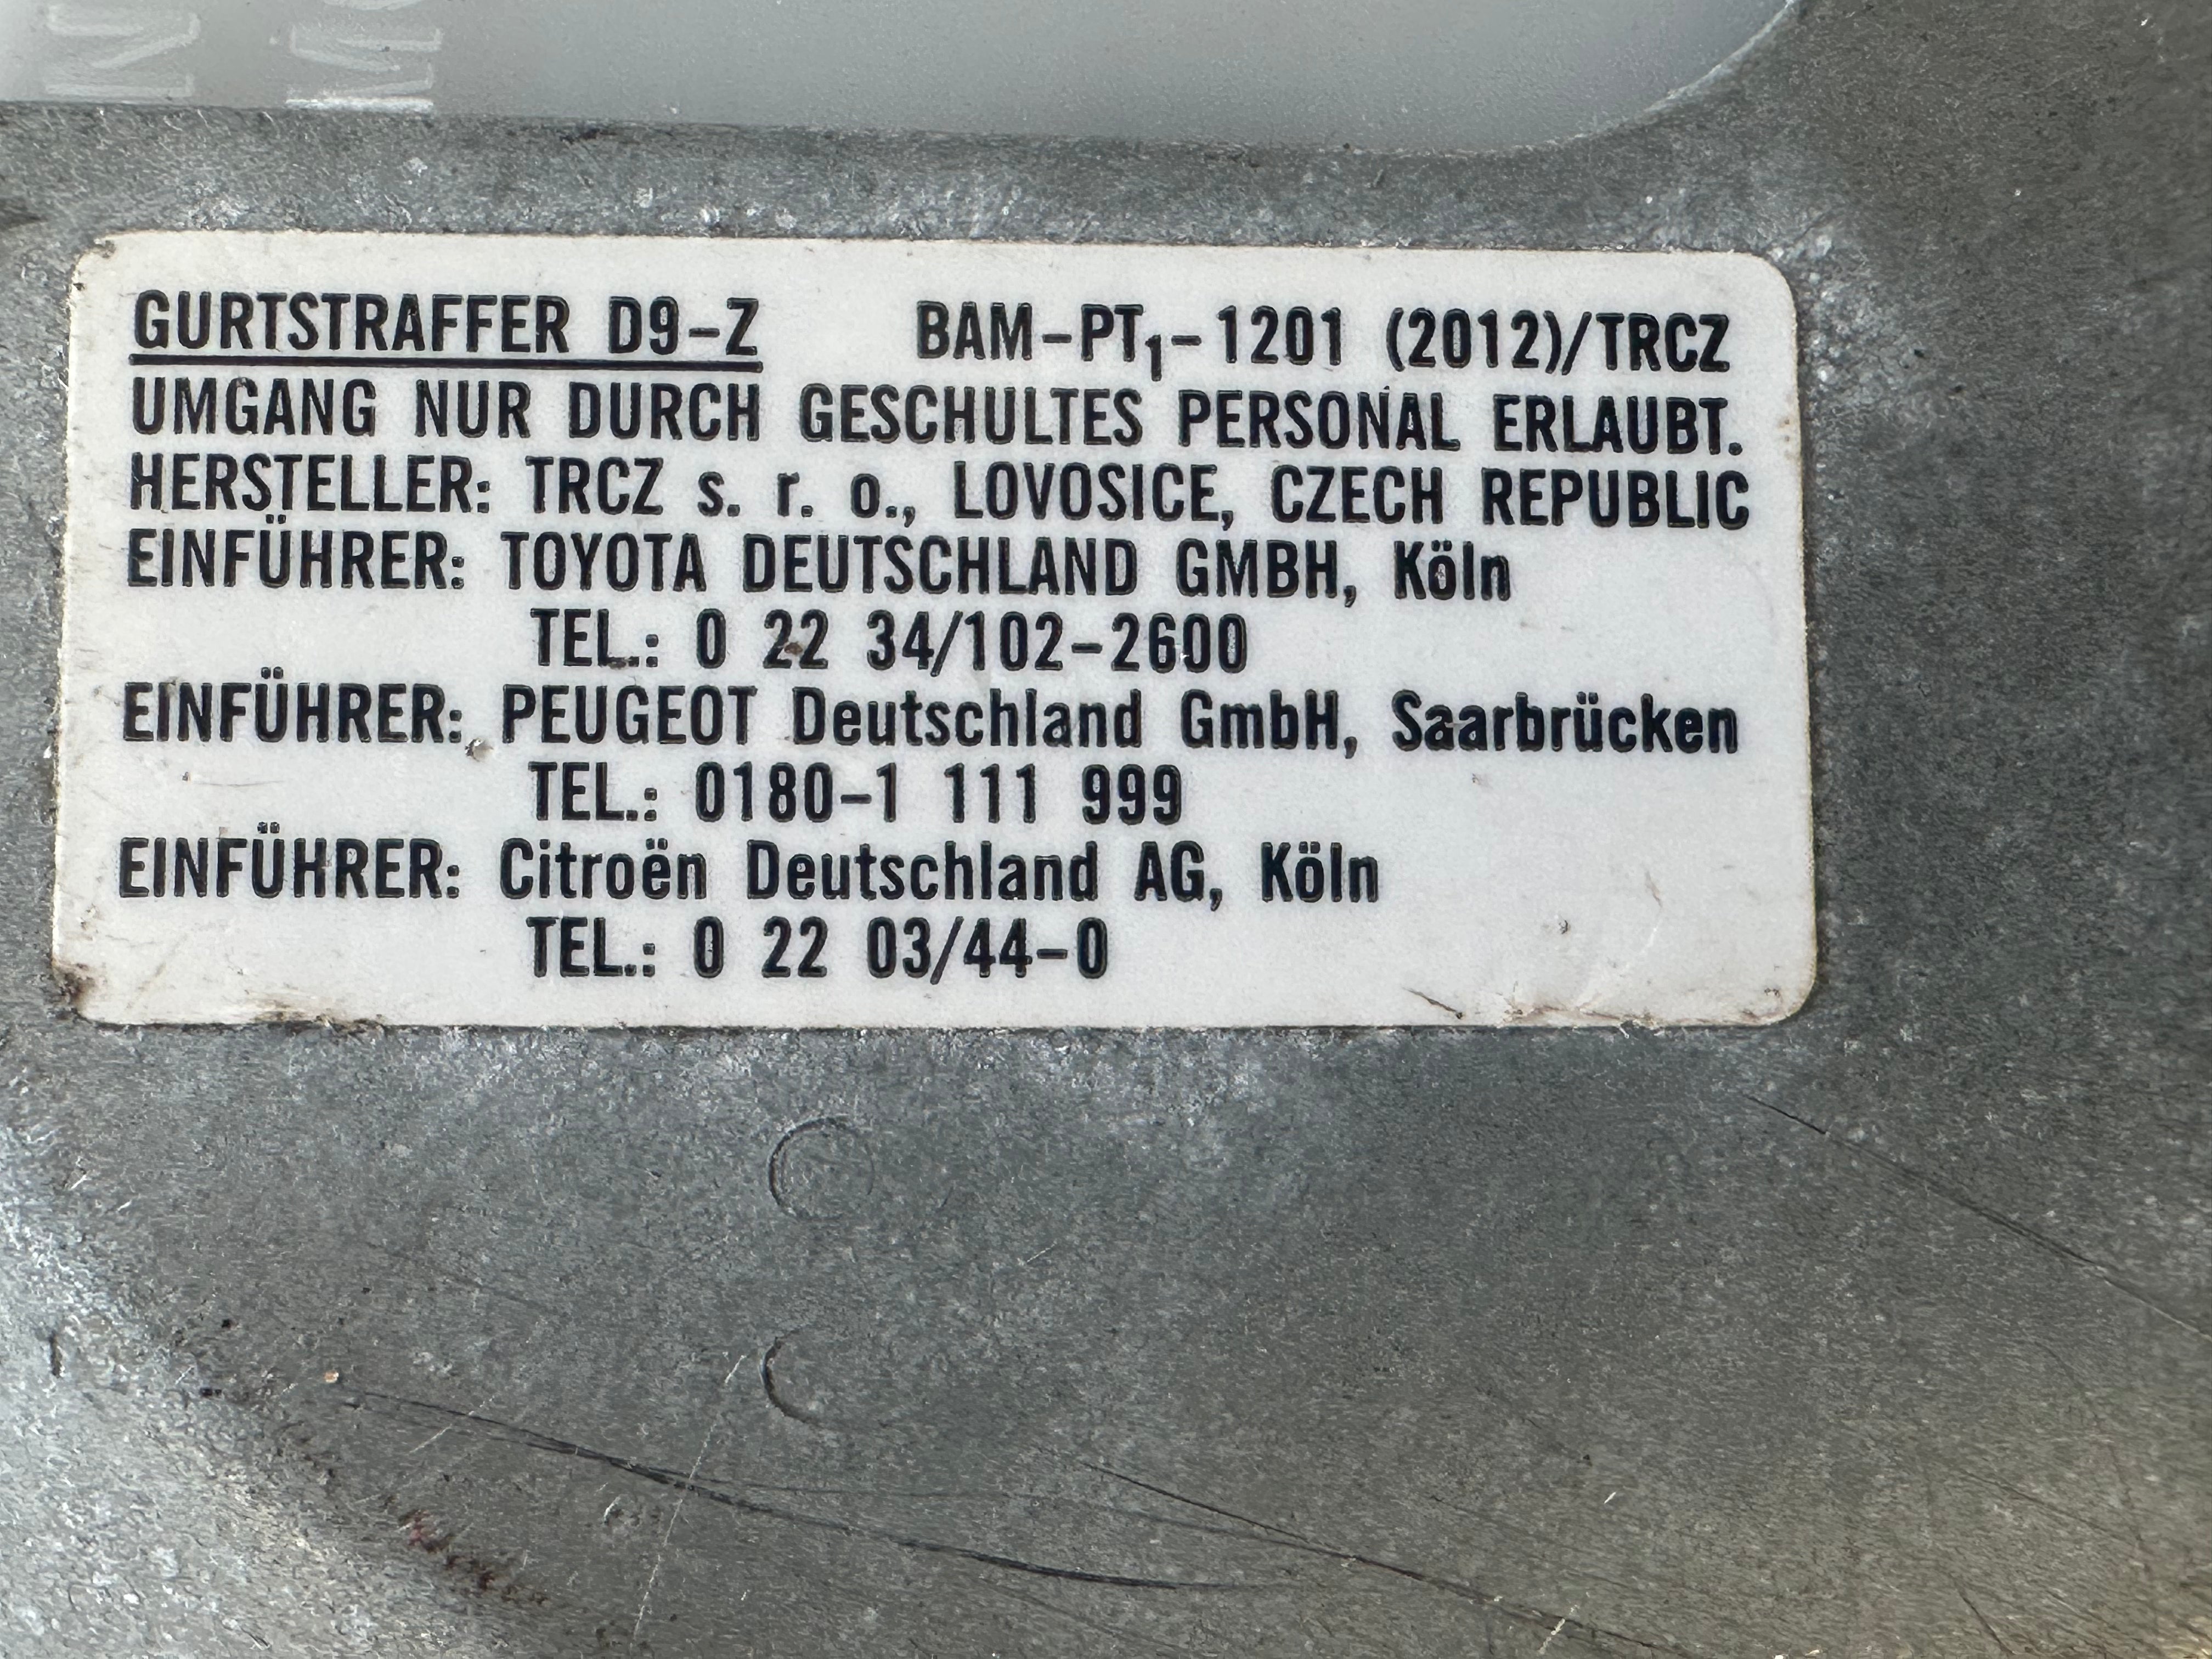 GURTSTRAFFER D9-Z BAM-PT₁-1201 (2012)/TRCZ
UMGANG NUR DURCH GESCHULTES PERSONAL ERLAUBT.
HERSTELLER: TRCZ s. r. o., LOVOSICE, CZECH REPUBLIC
EINFÜHRER: TOYOTA DEUTSCHLAND GMBH, Köln
TEL.: 0 22 34/102-2600
EINFÜHRER: PEUGEOT Deutschland GmbH, Saarbrücken
TEL.: 0180-1 111 999
EINFÜHRER: Citroën Deutschland AG, Köln
TEL.: 0 22 03/44-0